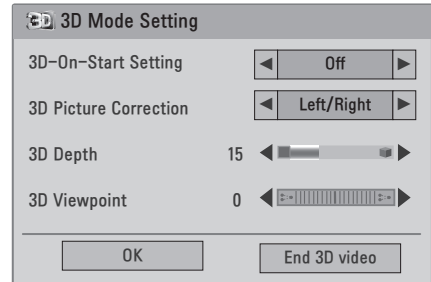 3D 3D Mode Setting
3D-On-Start Setting Off
3D Picture Correction Left/Right
3D Depth 15
3D Viewpoint 0
OK End 3D video